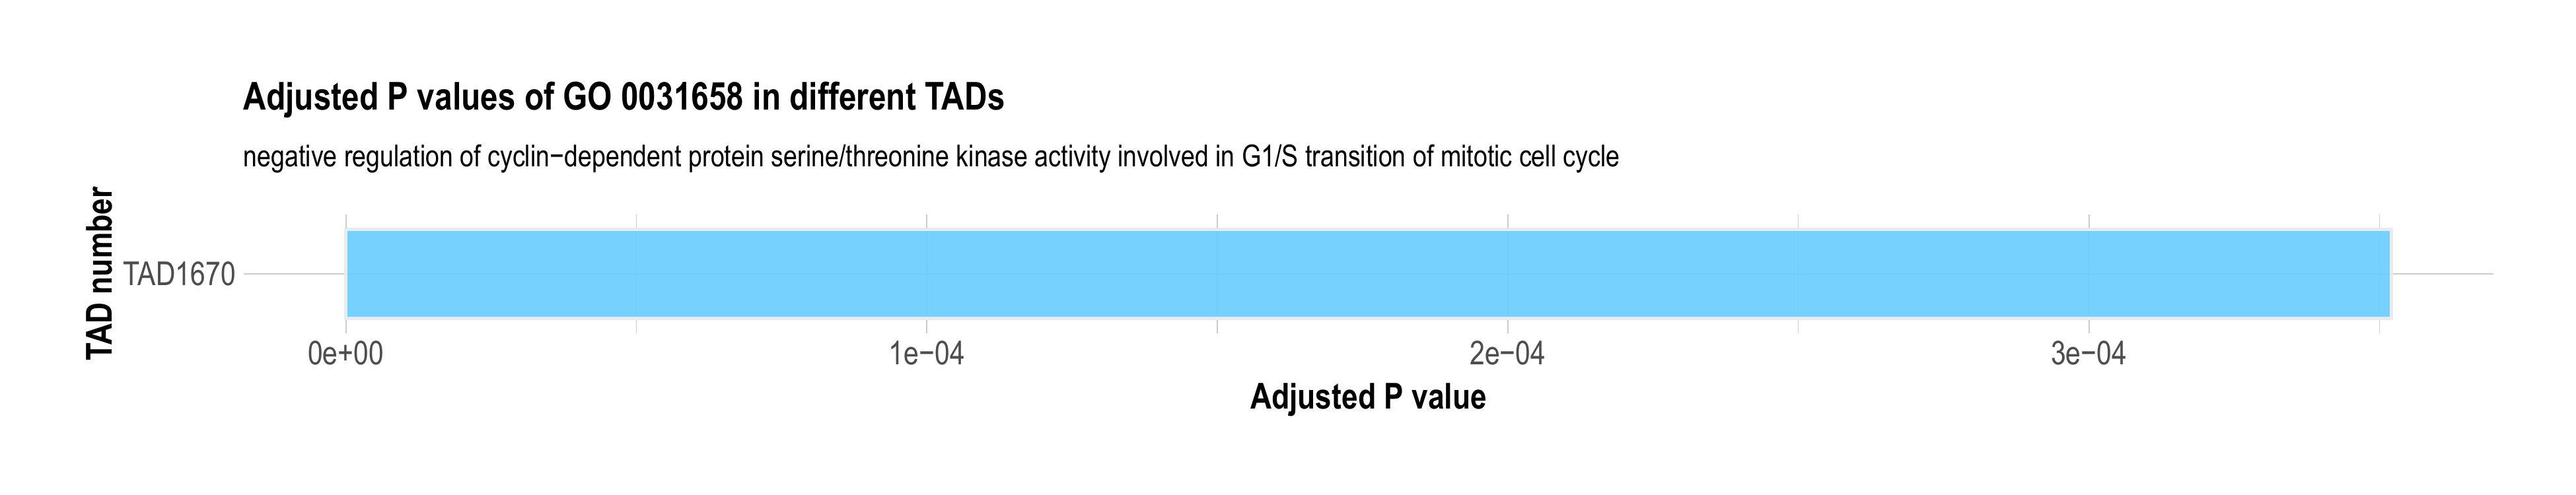 Adjusted P values of GO 0031658 in different TADs
negative regulation of cyclin−dependent protein serine/threonine kinase activity involved in G1/S transition of mitotic cell cycle
TAD number
TAD1670
0e+00 1e−04 2e−04 3e−04
Adjusted P value